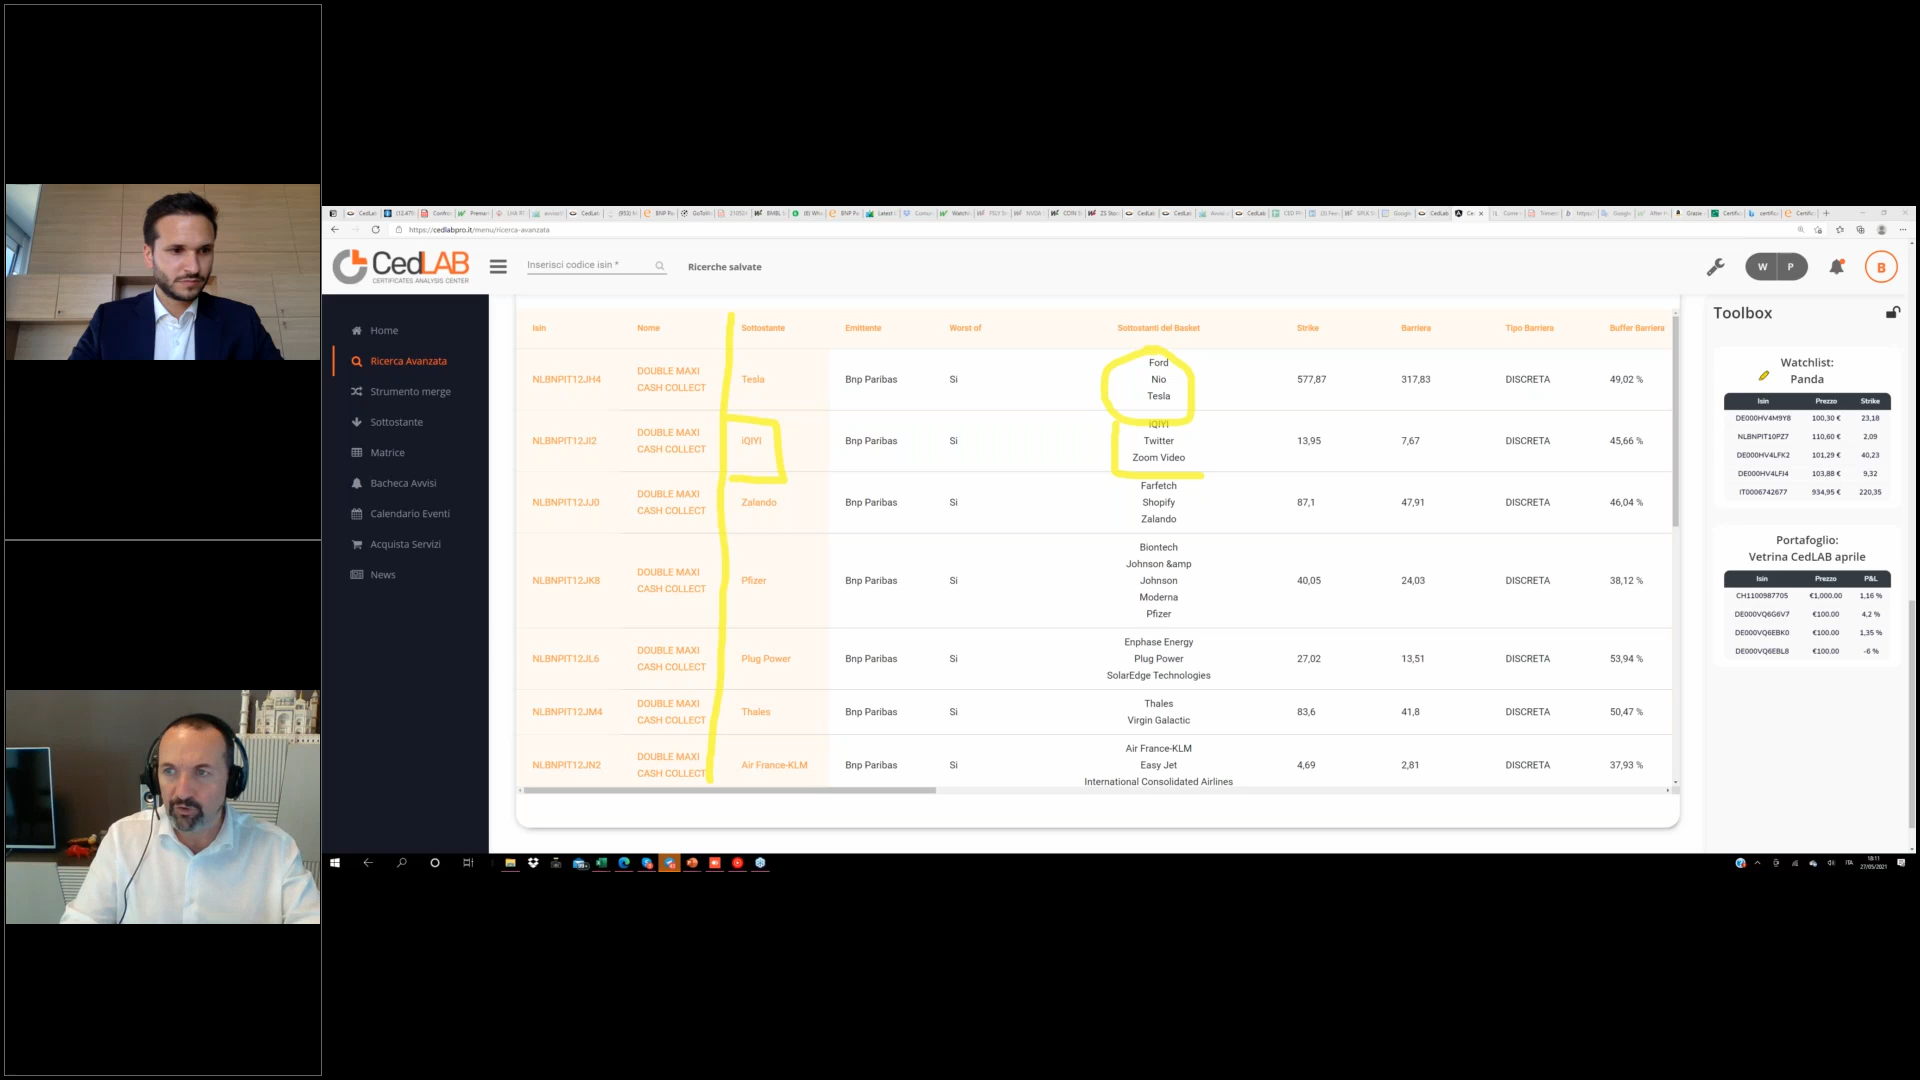 https://cedlabpro.it/menu/ricerca-avanzata
CedLAB
CERTIFICATES ANALYSIS CENTER
Inserisci codice isin *
Ricerche salvate
W P
B
Home
Ricerca Avanzata
Strumento merge
Sottostante
Matrice
Bacheca Avvisi
Calendario Eventi
Acquista Servizi
News
Isin Nome Sottostante Emittente Worst of Sottostanti del Basket Strike Barriera Tipo Barriera Buffer Barriera
NLBNPIT12JH4 DOUBLE MAXI CASH COLLECT Tesla Bnp Paribas Si Ford Nio Tesla 577,87 317,83 DISCRETA 49,02 %
NLBNPIT12JI2 DOUBLE MAXI CASH COLLECT iQIYI Bnp Paribas Si iQIYI Twitter Zoom Video 13,95 7,67 DISCRETA 45,66 %
NLBNPIT12JJ0 DOUBLE MAXI CASH COLLECT Zalando Bnp Paribas Si Farfetch Shopify Zalando 87,1 47,91 DISCRETA 46,04 %
NLBNPIT12JK8 DOUBLE MAXI CASH COLLECT Pfizer Bnp Paribas Si Biontech Johnson &amp Johnson Moderna Pfizer 40,05 24,03 DISCRETA 38,12 %
NLBNPIT12JL6 DOUBLE MAXI CASH COLLECT Plug Power Bnp Paribas Si Enphase Energy Plug Power SolarEdge Technologies 27,02 13,51 DISCRETA 53,94 %
NLBNPIT12JM4 DOUBLE MAXI CASH COLLECT Thales Bnp Paribas Si Thales Virgin Galactic 83,6 41,8 DISCRETA 50,47 %
NLBNPIT12JN2 DOUBLE MAXI CASH COLLECT Air France-KLM Bnp Paribas Si Air France-KLM Easy Jet International Consolidated Airlines 4,69 2,81 DISCRETA 37,93 %
Toolbox
Watchlist:
Panda
Isin Prezzo Strike
DE000HV4M9Y8 100,30 € 23,18
NLBNPIT10PZ7 110,60 € 2,09
DE000HV4LFK2 101,29 € 40,23
DE000HV4LFJ4 103,88 € 9,32
IT0006742677 934,95 € 220,35
Portafoglio:
Vetrina CedLAB aprile
Isin Prezzo P&L
CH1100987705 €1,000.00 1,16 %
DE000VQ6G6V7 €100.00 4,2 %
DE000VQ6EBK0 €100.00 1,35 %
DE000VQ6EBL8 €100.00 -6 %
ITA
18:11
27/05/2021